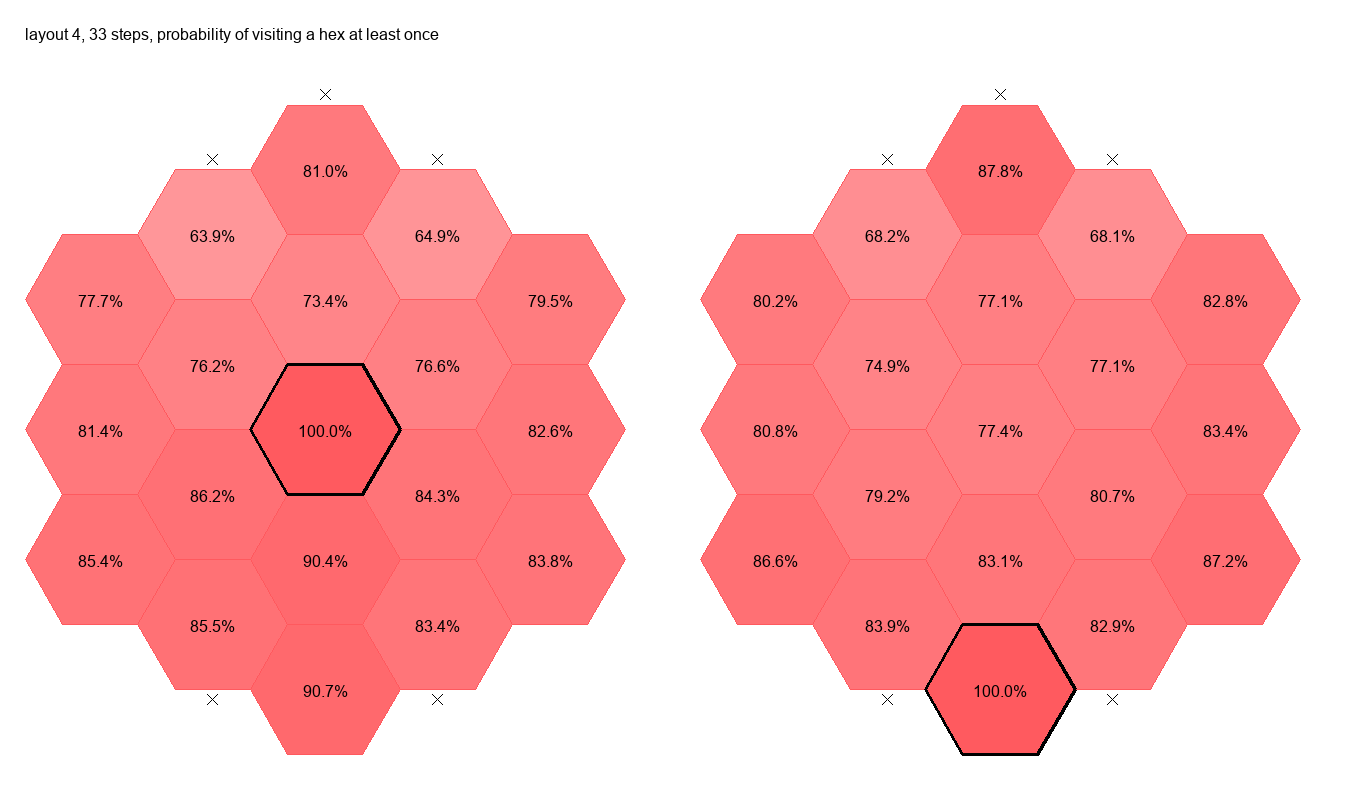 layout 4, 33 steps, probability of visiting a hex at least once
81.0% 87.8%
63.9% 64.9% 68.2% 68.1%
77.7% 73.4% 79.5% 80.2% 77.1% 82.8%
76.2% 76.6% 74.9% 77.1%
81.4% 100.0% 82.6% 80.8% 77.4% 83.4%
86.2% 84.3% 79.2% 80.7%
85.4% 90.4% 83.8% 86.6% 83.1% 87.2%
85.5% 83.4% 83.9% 82.9%
90.7% 100.0%